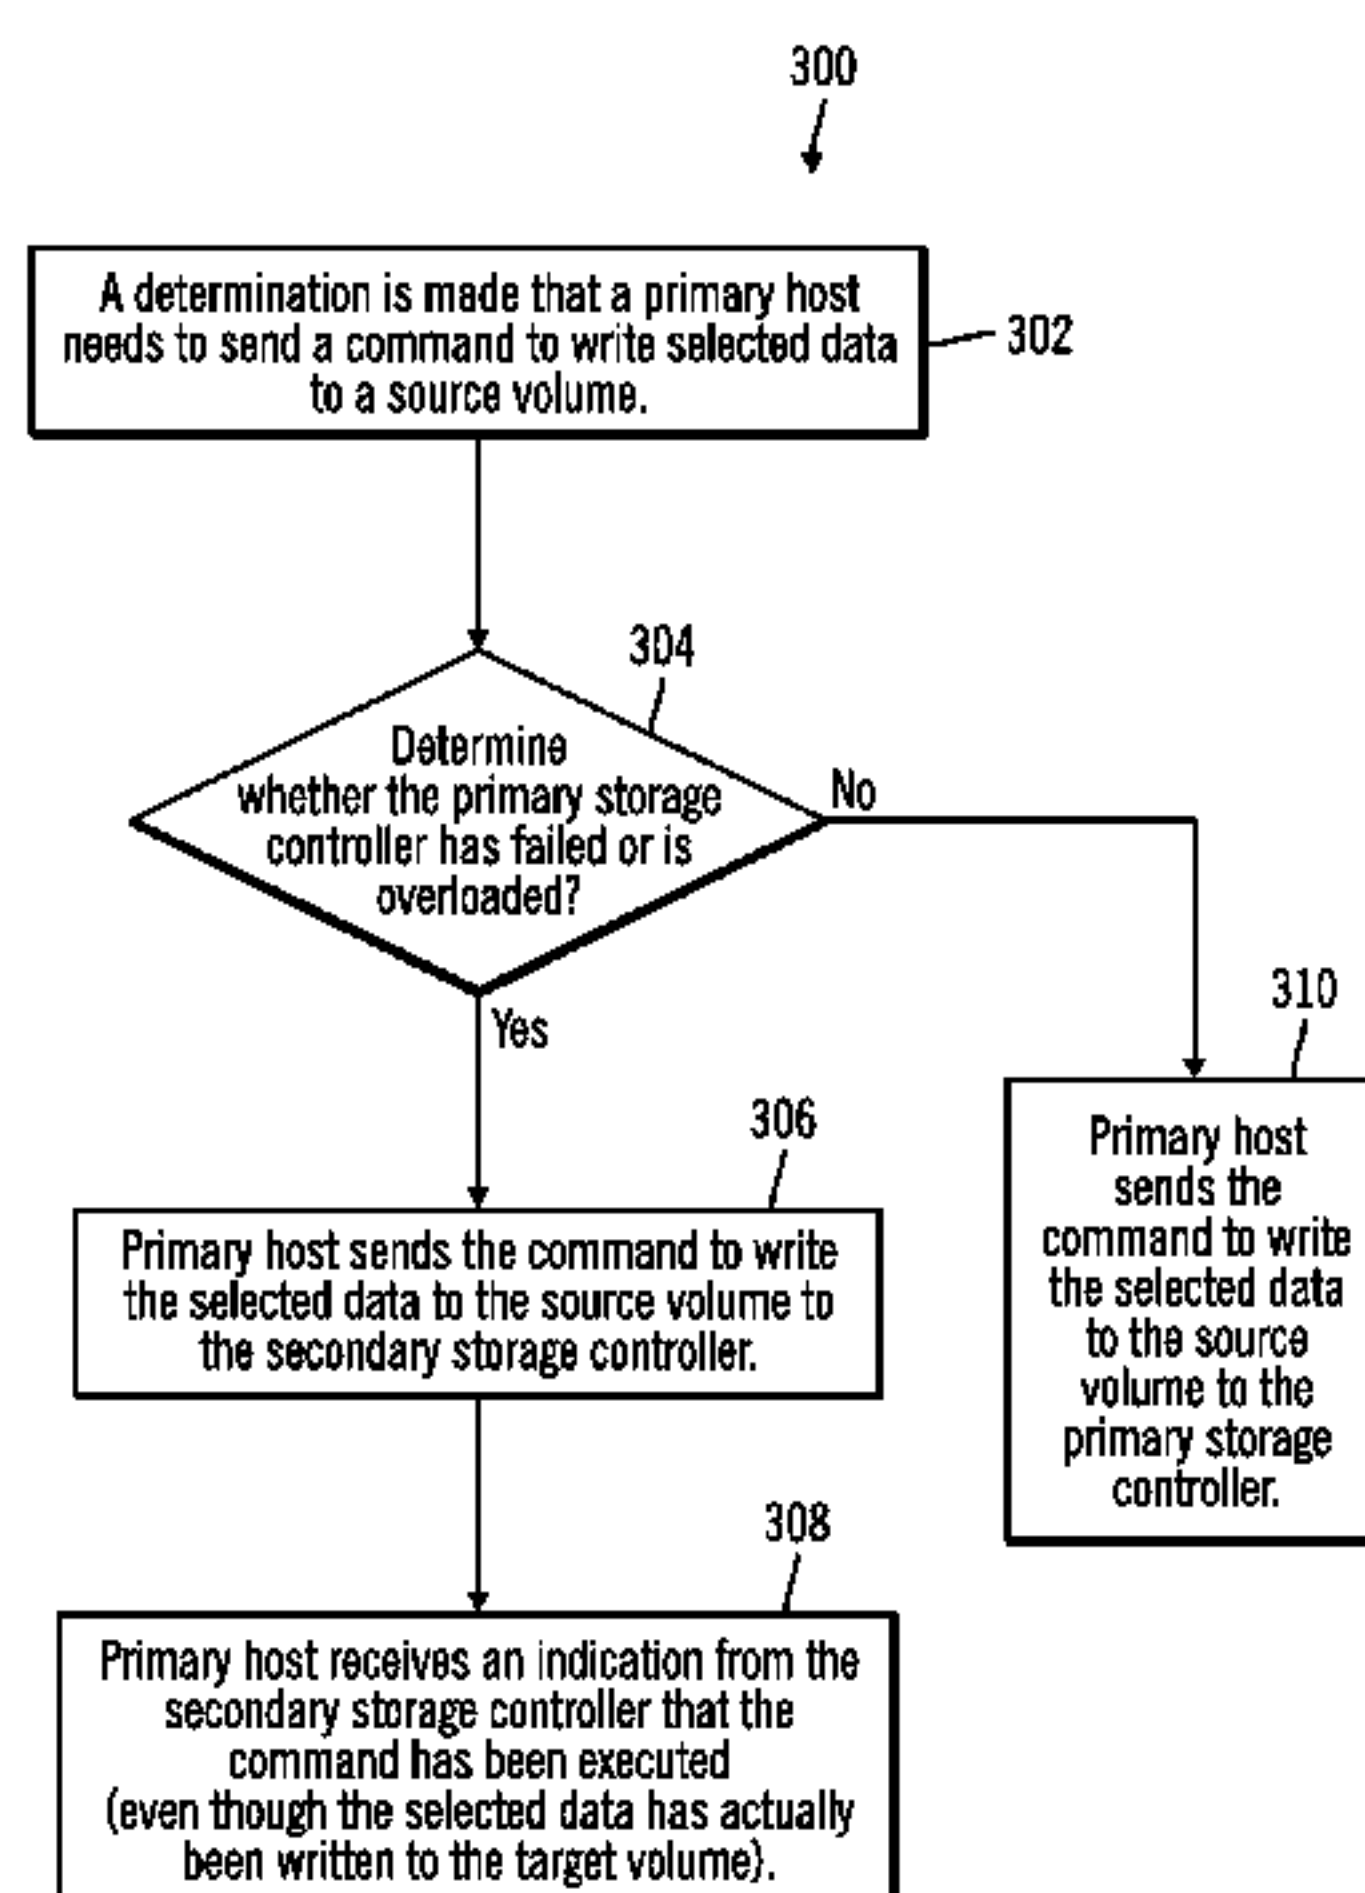 300
A determination is made that a primary host
needs to send a command to write selected data
to a source volume.
302
304
Determine
whether the primary storage
controller has failed or is
overloaded?
No
Yes
306
Primary host sends the command to write
the selected data to the source volume to
the secondary storage controller.
310
Primary host
sends the
command to write
the selected data
to the source
volume to the
primary storage
controller.
308
Primary host receives an indication from the
secondary storage controller that the
command has been executed
(even though the selected data has actually
been written to the target volume).